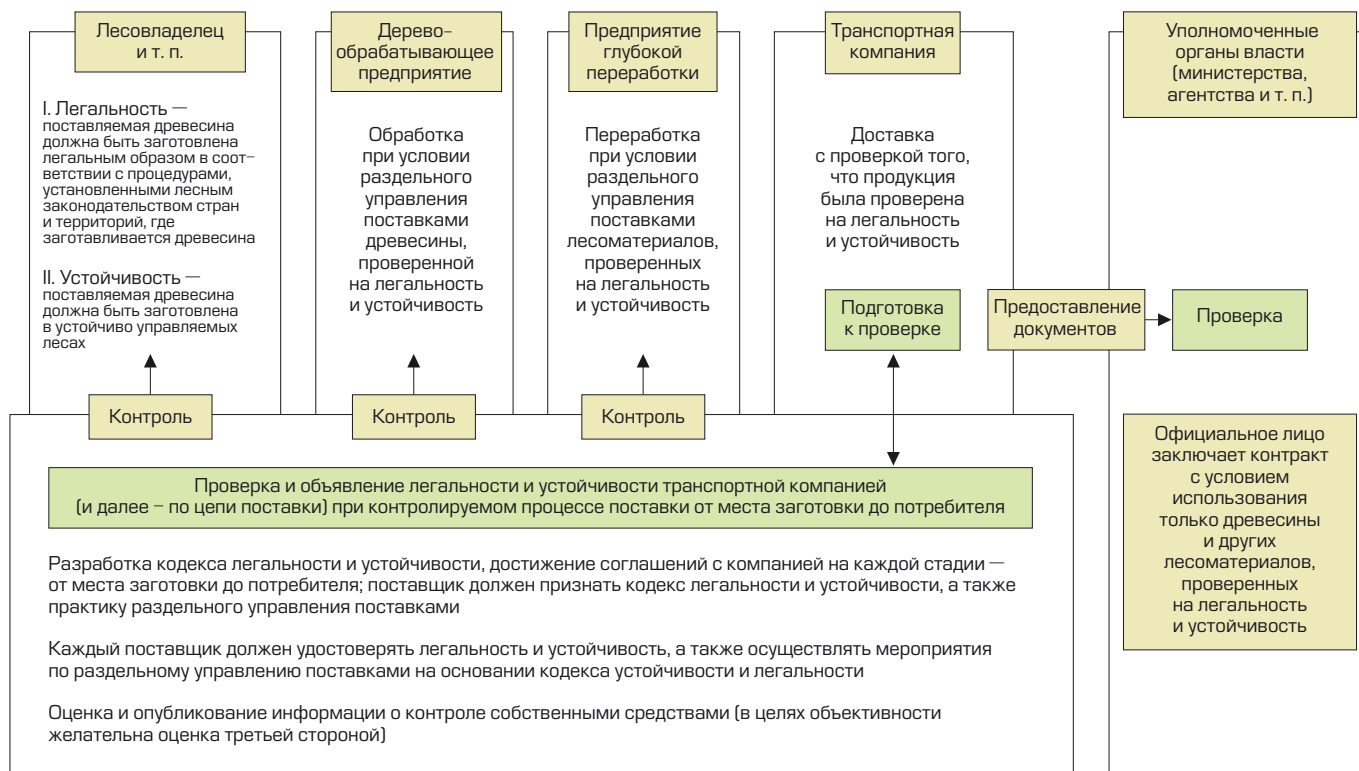 Лесовладелец
и т. п.
I. Легальность —
поставляемая древесина
должна быть заготовлена
легальным образом в соот-
ветствии с процедурами,
установленными лесным
законодательством стран
и территорий, где
заготавливается древесина
II. Устойчивость —
поставляемая древесина
должна быть заготовлена
в устойчиво управляемых
лесах
Контроль
Дерево-
обрабатывающее
предприятие
Обработка
при условии
раздельного
управления
поставками
древесины,
проверенной
на легальность
и устойчивость
Контроль
Предприятие
глубокой
переработки
Переработка
при условии
раздельного
управления
поставками
лесоматериалов,
проверенных
на легальность
и устойчивость
Контроль
Транспортная
компания
Доставка
с проверкой того,
что продукция
была проверена
на легальность
и устойчивость
Подготовка
к проверке
Предоставление
документов
Уполномоченные
органы власти
(министерства,
агентства и т. п.)
Проверка
Официальное лицо
заключает контракт
с условием
использования
только древесины
и других
лесоматериалов,
проверенных
на легальность
и устойчивость
Проверка и объявление легальности и устойчивости транспортной компанией
(и далее – по цепи поставки) при контролируемом процессе поставки от места заготовки до потребителя
Разработка кодекса легальности и устойчивости, достижение соглашений с компанией на каждой стадии —
от места заготовки до потребителя; поставщик должен признать кодекс легальности и устойчивости, а также
практику раздельного управления поставками
Каждый поставщик должен удостоверять легальность и устойчивость, а также осуществлять мероприятия
по раздельному управлению поставками на основании кодекса устойчивости и легальности
Оценка и опубликование информации о контроле собственными средствами (в целях объективности
желательна оценка третьей стороной)